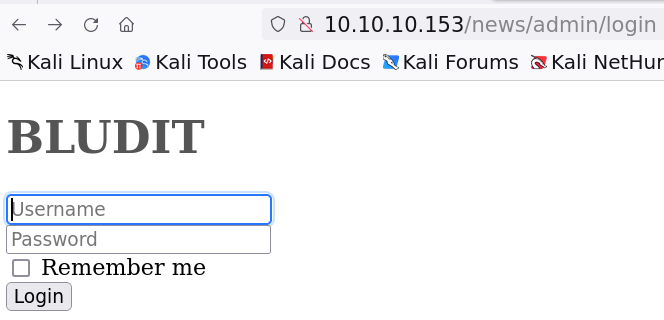 10.10.10.153/news/admin/login
Kali Linux Kali Tools Kali Docs Kali Forums Kali NetHun
BLUDIT
Username
Password
Remember me
Login